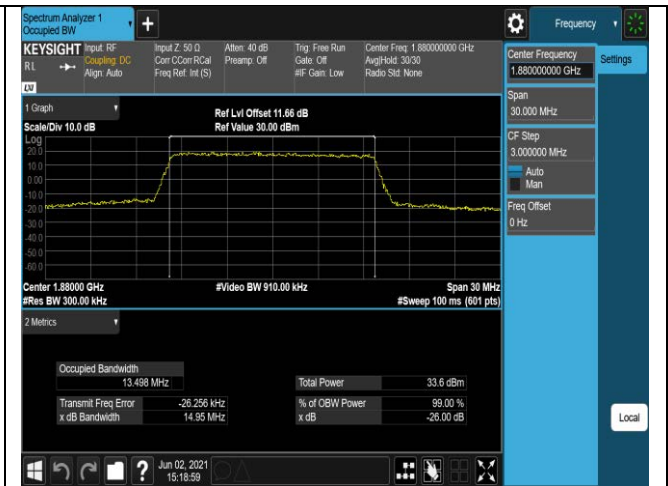 Spectrum Analyzer 1
Occupied BW
+
Frequency
KEYSIGHT
RL
Input: RF
Coupling: DC
Align: Auto
Input Z: 50 Ω
Corr CCorr RCal
Freq Ref: Int (S)
Atten: 40 dB
Preamp: Off
Trig: Free Run
Gate: Off
#IF Gain: Low
Center Freq: 1.880000000 GHz
Avg|Hold: 30/30
Radio Std: None
LXI
1 Graph
Scale/Div 10.0 dB
Ref Lvl Offset 11.66 dB
Ref Value 30.00 dBm
Log
20.0
10.0
0.00
-10.0
-20.0
-30.0
-40.0
-50.0
-60.0
Center 1.88000 GHz
#Res BW 300.00 kHz
#Video BW 910.00 kHz
Span 30 MHz
#Sweep 100 ms (601 pts)
2 Metrics
Occupied Bandwidth
13.498 MHz
Transmit Freq Error -26.256 kHz
x dB Bandwidth 14.95 MHz
Total Power 33.6 dBm
% of OBW Power 99.00 %
x dB -26.00 dB
Center Frequency
1.880000000 GHz
Settings
Span
30.000 MHz
CF Step
3.000000 MHz
Auto
Man
Freq Offset
0 Hz
Local
?
Jun 02, 2021
15:18:59